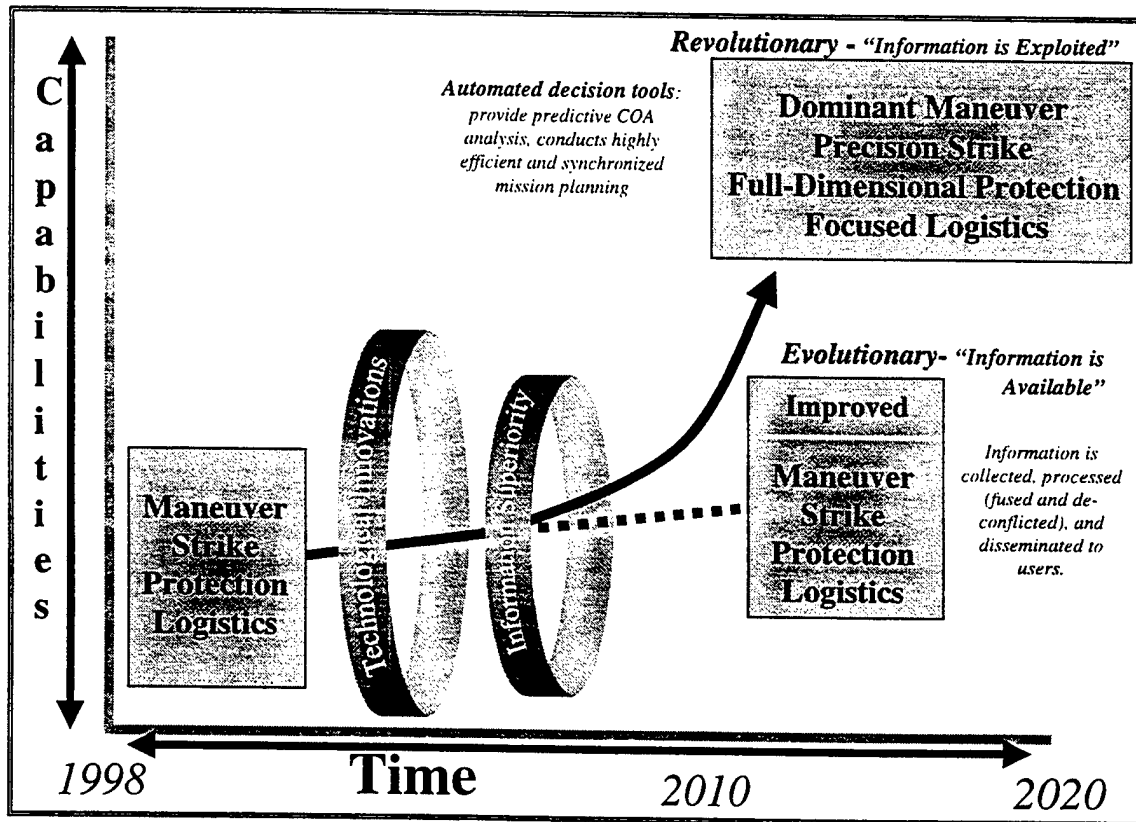 Capabilities
Revolutionary - “Information is Exploited”
Automated decision tools:
provide predictive COA
analysis, conducts highly
efficient and synchronized
mission planning
Dominant Maneuver
Precision Strike
Full-Dimensional Protection
Focused Logistics
Evolutionary- “Information is
Available”
Improved
Maneuver
Strike
Protection
Logistics
Information is
collected, processed
(fused and de-
conflicted), and
disseminated to
users.
Technological Innovations
Information Superiority
Maneuver
Strike
Protection
Logistics
1998
Time
2010
2020